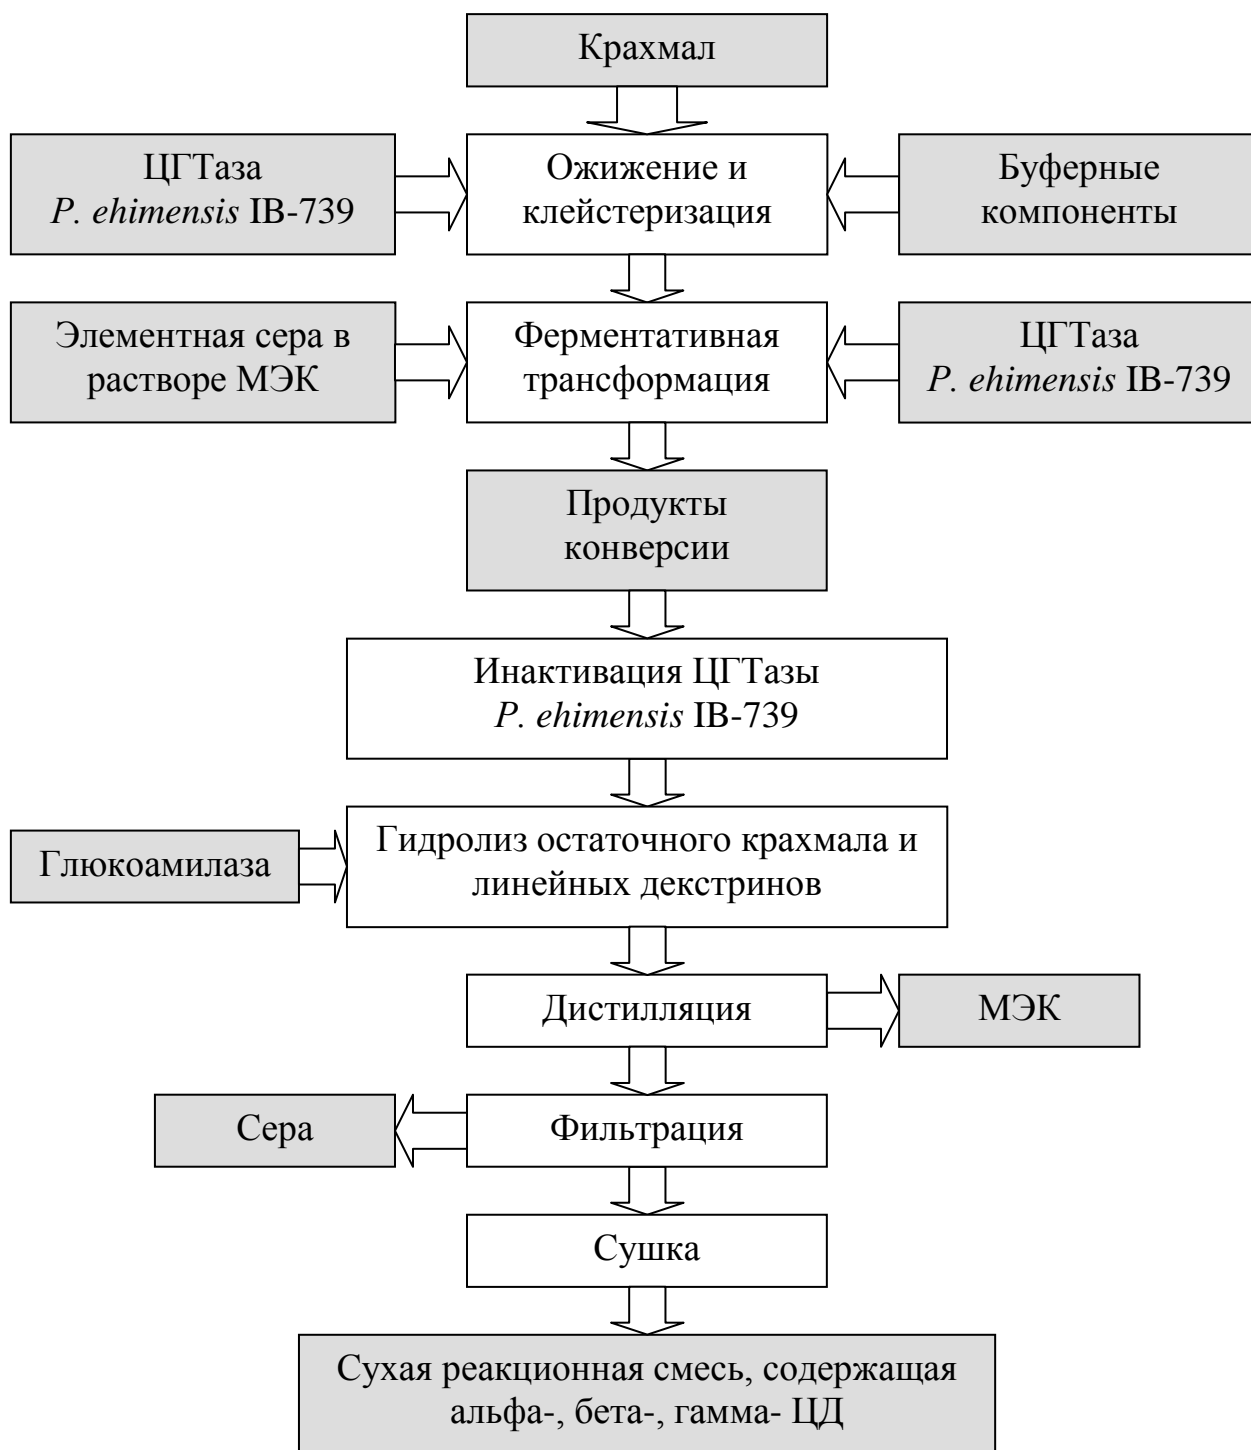 Крахмал
ЦГТаза
P. ehimensis IB-739
Ожижение и
клейстеризация
Буферные
компоненты
Элементная сера в
растворе МЭК
Ферментативная
трансформация
ЦГТаза
P. ehimensis IB-739
Продукты
конверсии
Инактивация ЦГТазы
P. ehimensis IB-739
Глюкоамилаза
Гидролиз остаточного крахмала и
линейных декстринов
Дистилляция
МЭК
Сера
Фильтрация
Сушка
Сухая реакционная смесь, содержащая
альфа-, бета-, гамма- ЦД